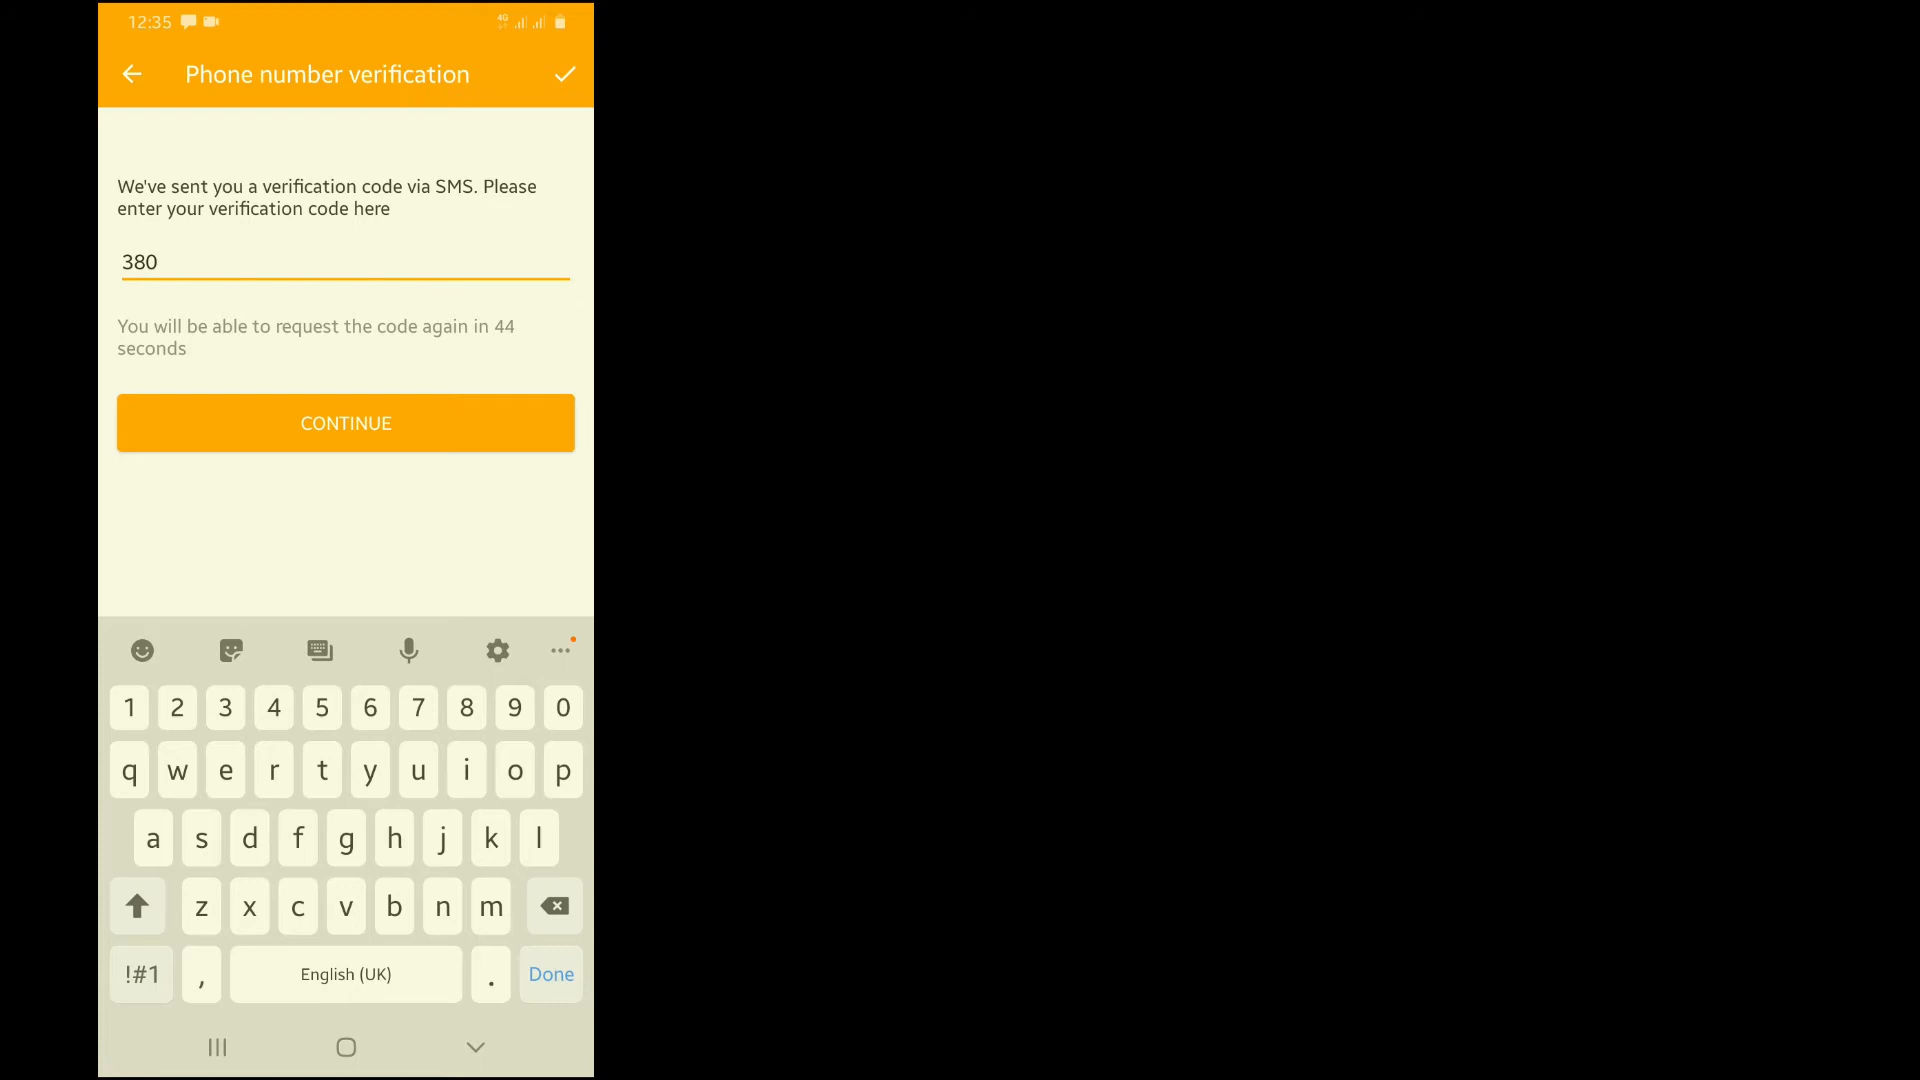 12:35 4G
Phone number verification
We've sent you a verification code via SMS. Please
enter your verification code here
380
You will be able to request the code again in 44
seconds
CONTINUE
1 2 3 4 5 6 7 8 9 0
q w e r t y u i o p
a s d f g h j k l
z x c v b n m
!#1 , English (UK) . Done